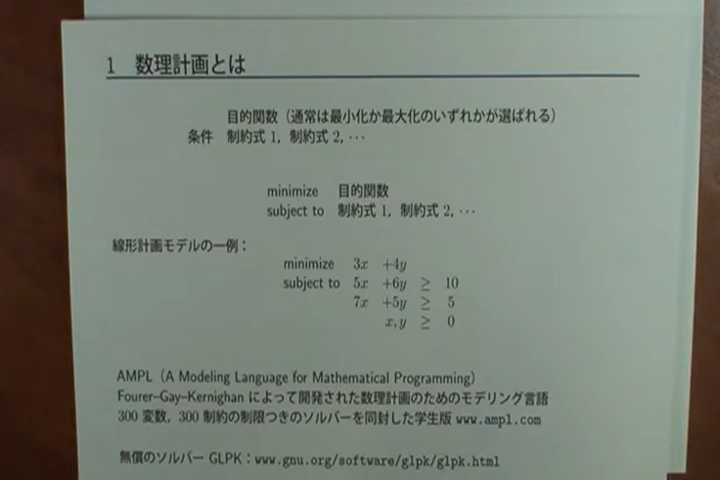 1 数理計画とは
目的関数（通常は最小化か最大化のいずれかが選ばれる）
条件 制約式 1，制約式 2, ···
minimize 目的関数
subject to 制約式 1，制約式 2, ···
線形計画モデルの一例：
minimize 3x +4y
subject to 5x +6y ≥ 10
7x +5y ≥ 5
x, y ≥ 0
AMPL（A Modeling Language for Mathematical Programming）
Fourer–Gay–Kernighan によって開発された数理計画のためのモデリング言語
300 変数，300 制約の制限つきのソルバーを同封した学生版 www.ampl.com
無償のソルバー GLPK：www.gnu.org/software/glpk/glpk.html